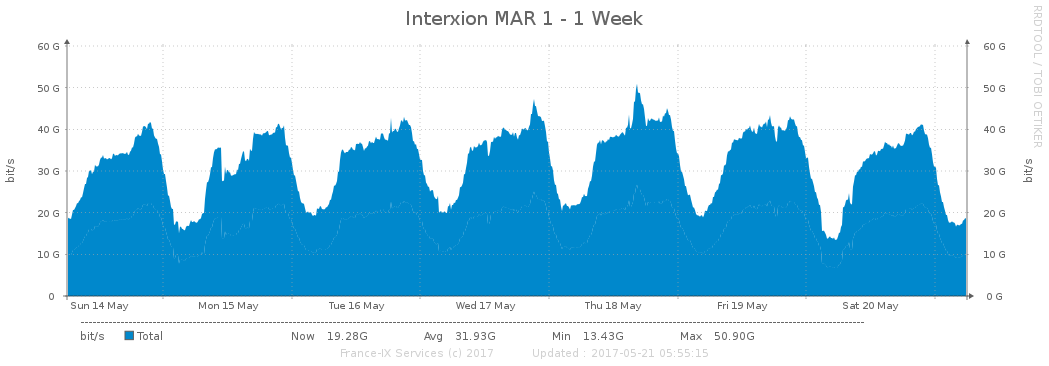 Interxion MAR 1 - 1 Week
RRDTOOL / TOBI OETIKER
bit/s
bit/s
60 G 60 G
50 G 50 G
40 G 40 G
30 G 30 G
20 G 20 G
10 G 10 G
0 0 G
Sun 14 May Mon 15 May Tue 16 May Wed 17 May Thu 18 May Fri 19 May Sat 20 May
bit/s Total Now 19.28G Avg 31.93G Min 13.43G Max 50.90G
France-IX Services (c) 2017 Updated : 2017-05-21 05:55:15